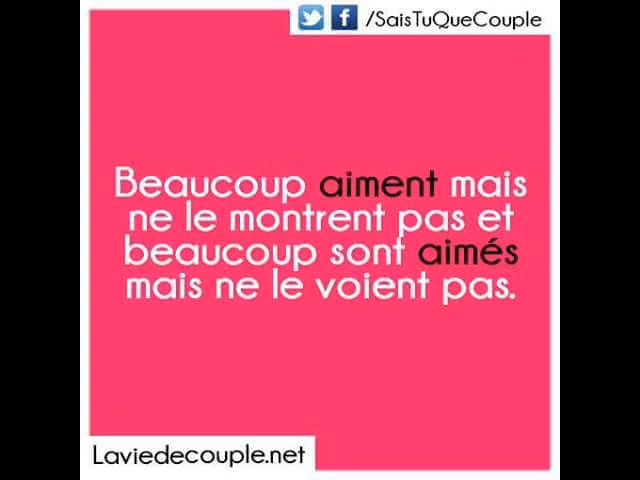 /SaisTuQueCouple
Beaucoup aiment mais
ne le montrent pas et
beaucoup sont aimés
mais ne le voient pas.
Laviedecouple.net